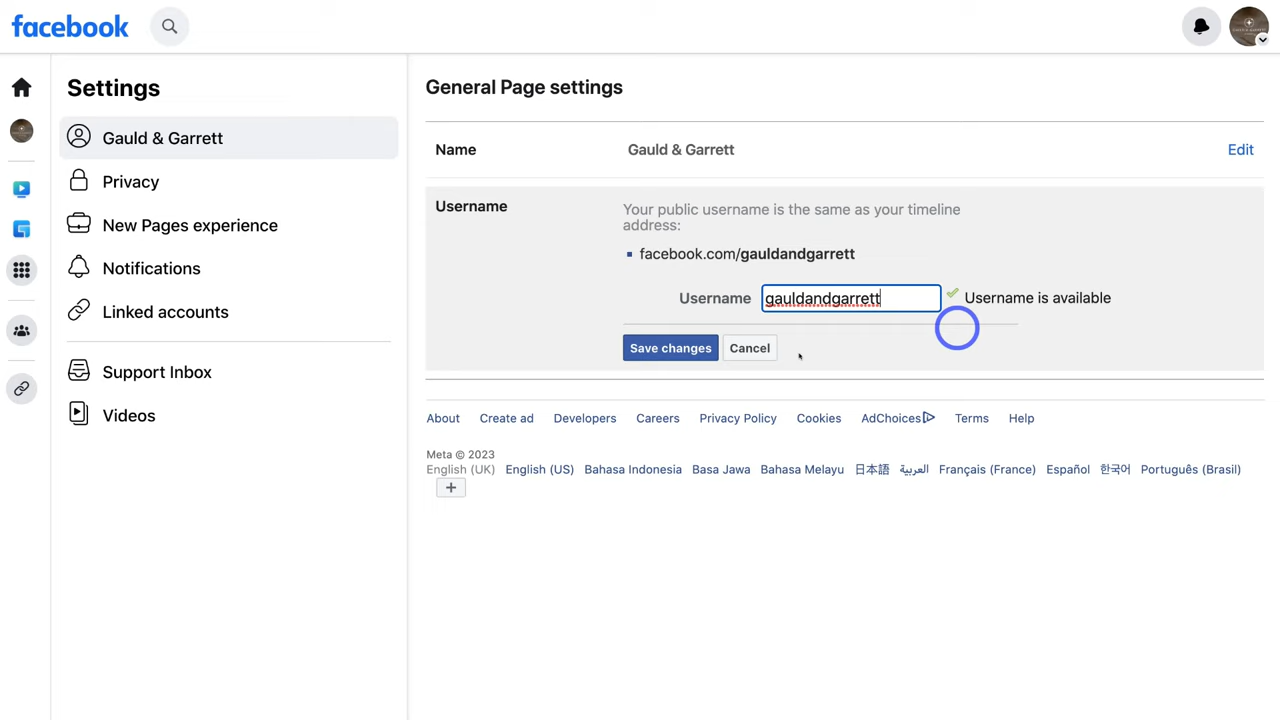 facebook
Settings
Gauld & Garrett
Privacy
New Pages experience
Notifications
Linked accounts
Support Inbox
Videos
General Page settings
Name Gauld & Garrett Edit
Username Your public username is the same as your timeline
address:
facebook.com/gauldandgarrett
Username gauldandgarrett Username is available
Save changes Cancel
About Create ad Developers Careers Privacy Policy Cookies AdChoices Terms Help
Meta © 2023
English (UK) English (US) Bahasa Indonesia Basa Jawa Bahasa Melayu 日本語 العربية Français (France) Español 한국어 Português (Brasil)
+